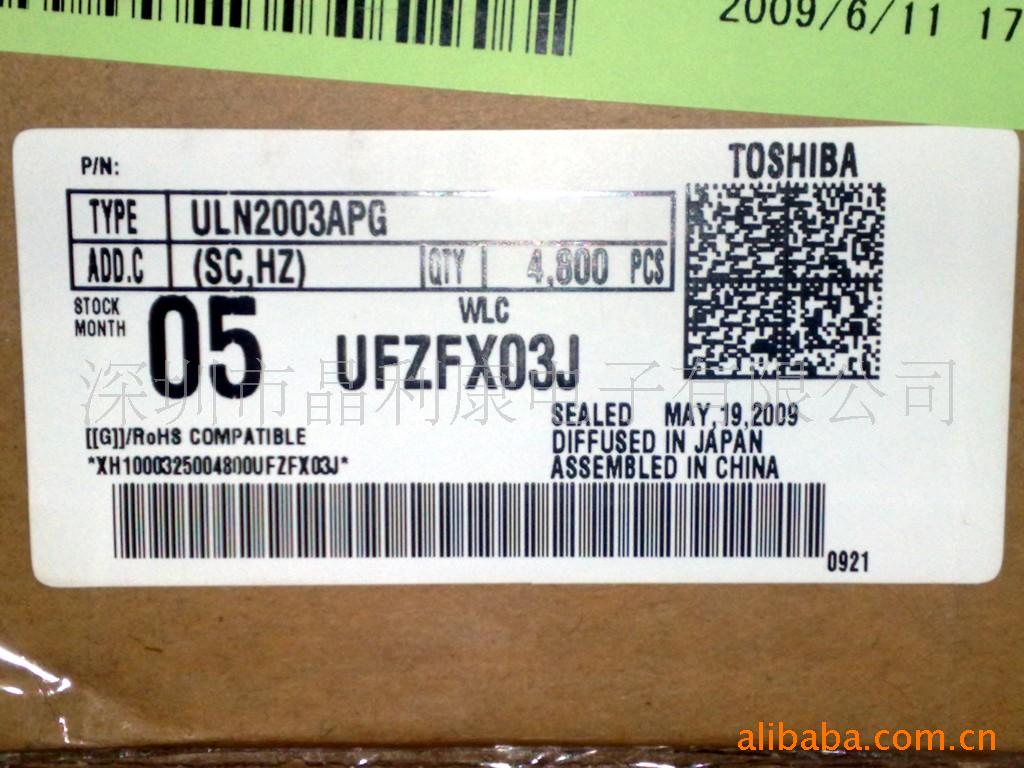 2009/6/11 17
P/N:
TOSHIBA
TYPE ULN2003APG
ADD.C (SC,HZ) QTY 4,800 PCS
STOCK MONTH 05
WLC
UFZFX03J
深圳市晶利康电子有限公司
SEALED MAY,19,2009
[[G]]/RoHS COMPATIBLE
DIFFUSED IN JAPAN
*XH1000325004800UFZFX03J*
ASSEMBLED IN CHINA
0921
alibaba.com.cn